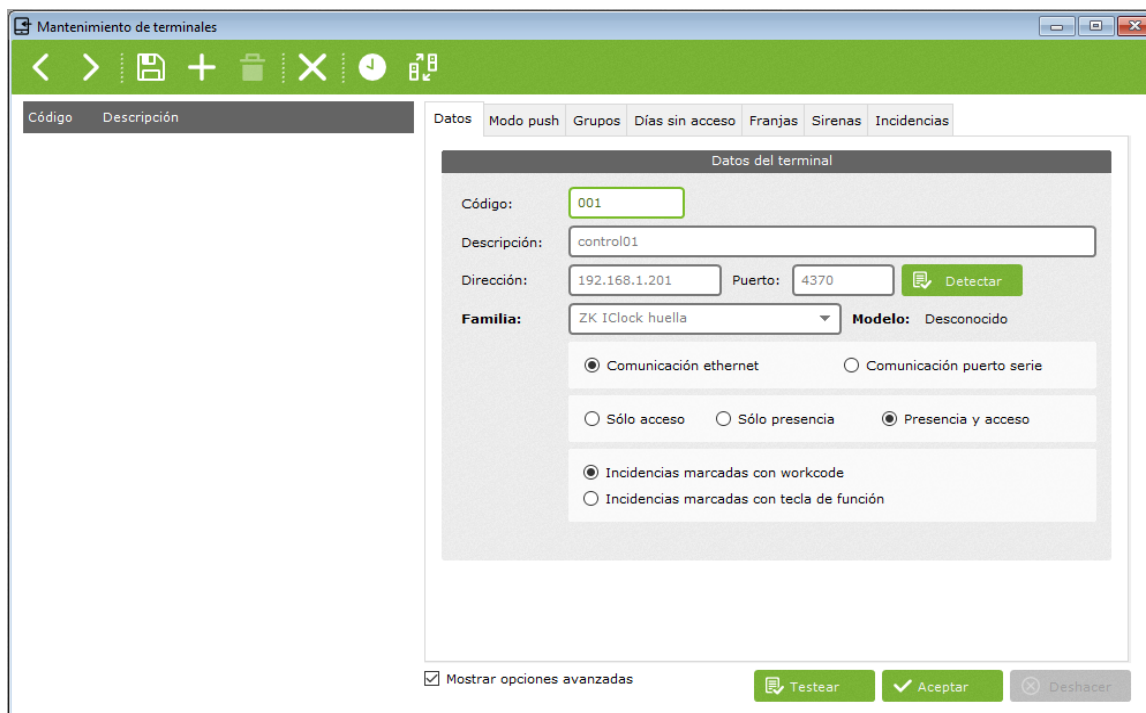 Mantenimiento de terminales
Código Descripción
Datos Modo push Grupos Días sin acceso Franjas Sirenas Incidencias
Datos del terminal
Código: 001
Descripción: control01
Dirección: 192.168.1.201 Puerto: 4370 Detectar
Familia: ZK IClock huella Modelo: Desconocido
Comunicación ethernet Comunicación puerto serie
Sólo acceso Sólo presencia Presencia y acceso
Incidencias marcadas con workcode
Incidencias marcadas con tecla de función
Mostrar opciones avanzadas
Testear Aceptar Deshacer